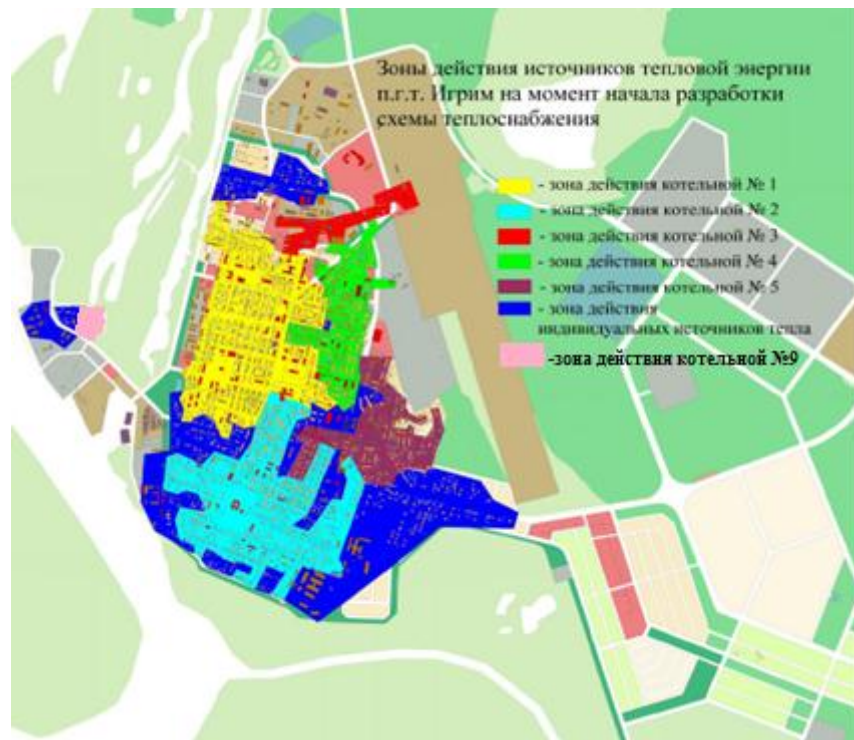 Зоны действия источников тепловой энергии
п.г.т. Игрим на момент начала разработки
схемы теплоснабжения
- зона действия котельной № 1
- зона действия котельной № 2
- зона действия котельной № 3
- зона действия котельной № 4
- зона действия котельной № 5
- зона действия
индивидуальных источников тепла
-зона действия котельной №9